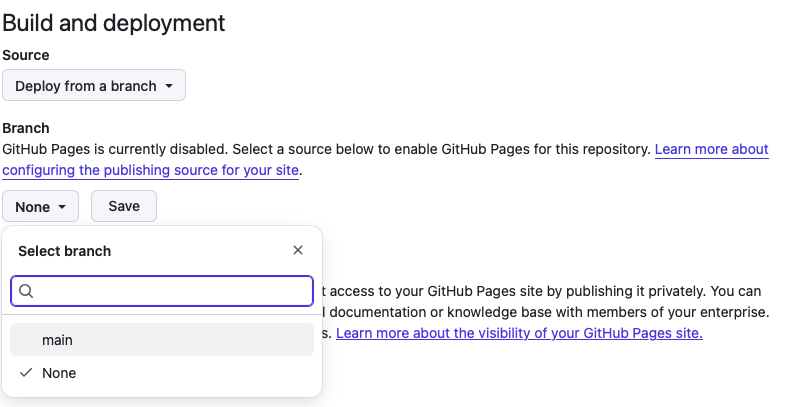 Build and deployment
Source
Deploy from a branch
Branch
GitHub Pages is currently disabled. Select a source below to enable GitHub Pages for this repository. Learn more about
configuring the publishing source for your site.
None
Save
Select branch
access to your GitHub Pages site by publishing it privately. You can
documentation or knowledge base with members of your enterprise.
Learn more about the visibility of your GitHub Pages site.
main
None